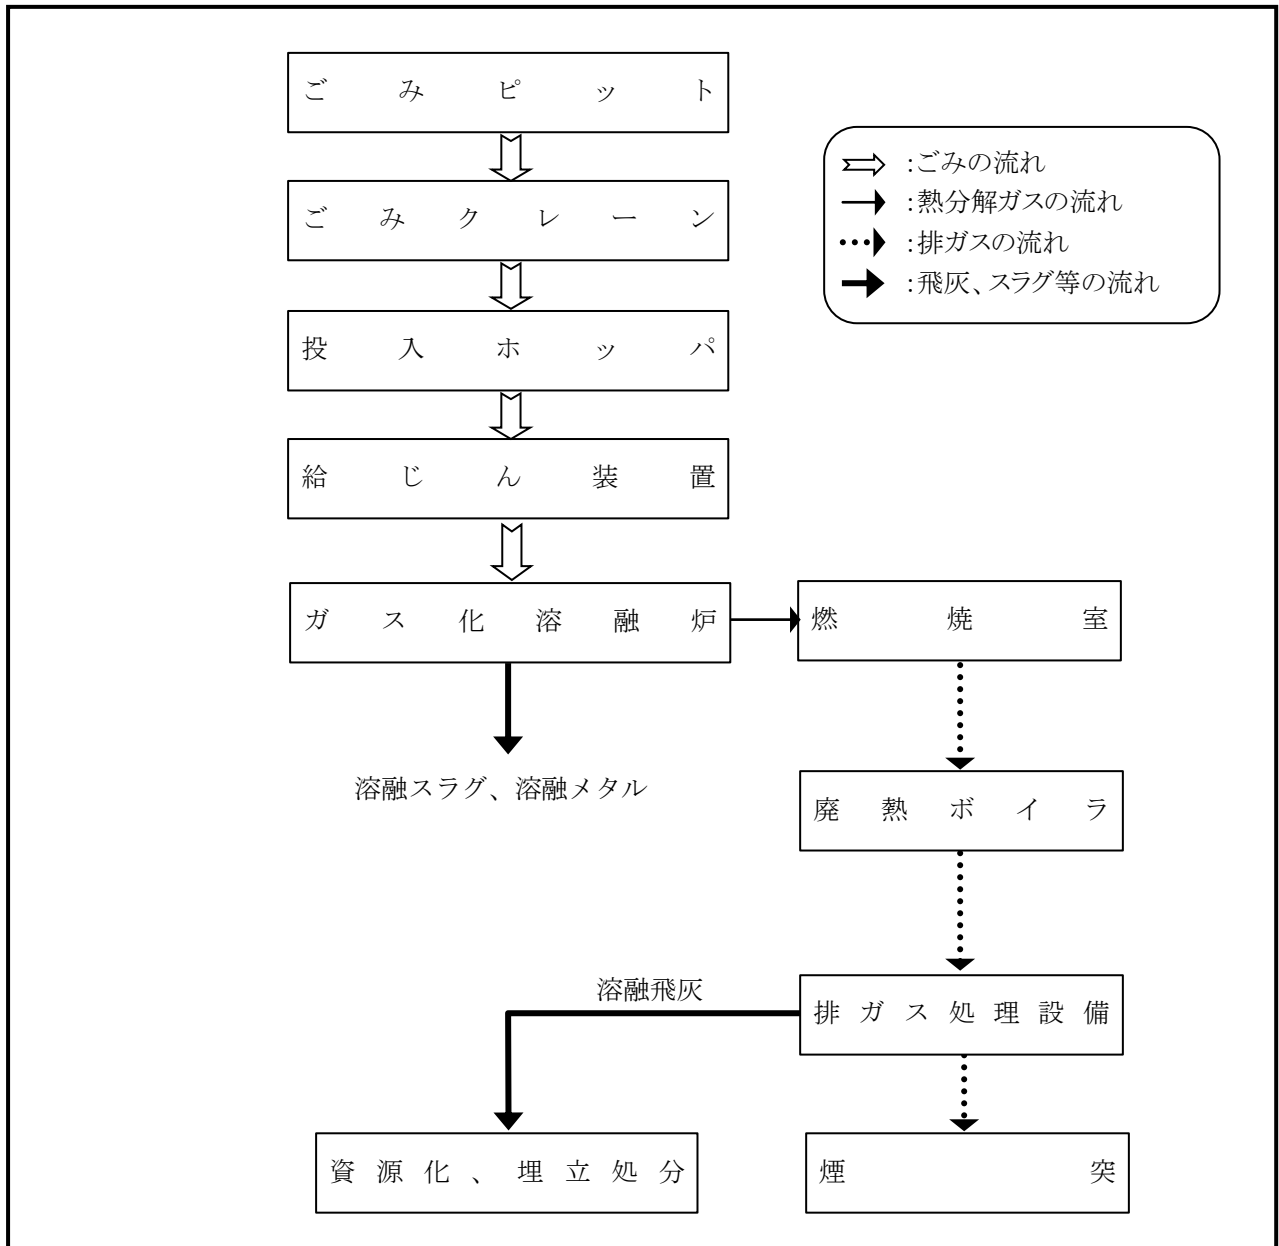 ごみピット
ごみクレーン
投入ホッパ
給じん装置
ガス化溶融炉
溶融スラグ、溶融メタル
:ごみの流れ
:熱分解ガスの流れ
:排ガスの流れ
:飛灰、スラグ等の流れ
燃焼室
廃熱ボイラ
排ガス処理設備
溶融飛灰
資源化、埋立処分
煙突